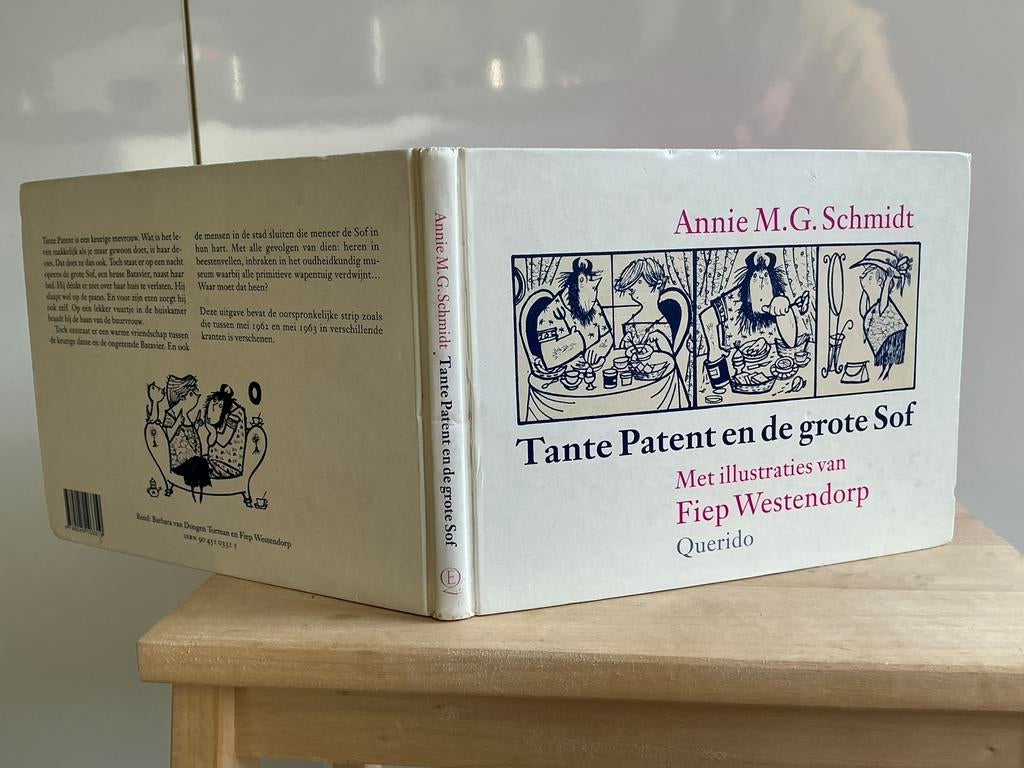 Tante Patent is een keurige mevrouw. Wat is het le-
ven makkelijk als je maar gewoon doet, is haar de-
vies. Dat doet ze dan ook. Toch staat er op een nacht
opeens de grote Sof, een heuse Batavier, naast haar
bed. Hij denkt er niet over haar huis te verlaten. Hij
slaapt wel op de piano. En voor zijn eten zorgt hij
ook zelf. Op een lekker vuurtje in de huiskamer
braadt hij de haan van de buurvrouw.
Toch ontstaat er een warme vriendschap tussen
de keurige dame en de ongetemde Batavier. En ook
de mensen in de stad sluiten die meneer de Sof in
hun hart. Met alle gevolgen van dien: heren in
beestenvellen, inbraken in het oudheidkundig mu-
seum waarbij alle primitieve wapentuig verdwijnt...
Waar moet dat heen?
Deze uitgave bevat de oorspronkelijke strip zoals
die tussen mei 1962 en mei 1963 in verschillende
kranten is verschenen.
Band: Barbara van Dongen Torman en Fiep Westendorp
ISBN 90 451 0331 1
Annie M.G. Schmidt Tante Patent en de grote Sof
Annie M.G. Schmidt
Tante Patent en de grote Sof
Met illustraties van
Fiep Westendorp
Querido